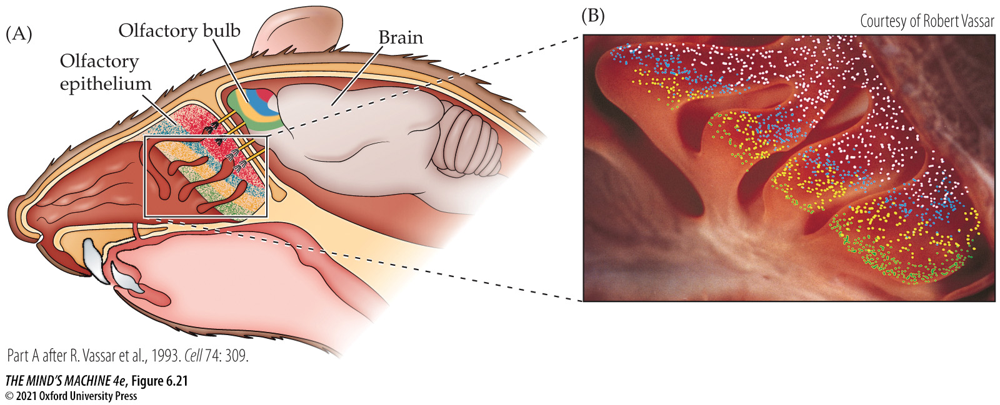 (A)
Olfactory bulb
Brain
Olfactory
epithelium
(B)
Courtesy of Robert Vassar
Part A after R. Vassar et al., 1993. Cell 74: 309.
THE MIND'S MACHINE 4e, Figure 6.21
© 2021 Oxford University Press